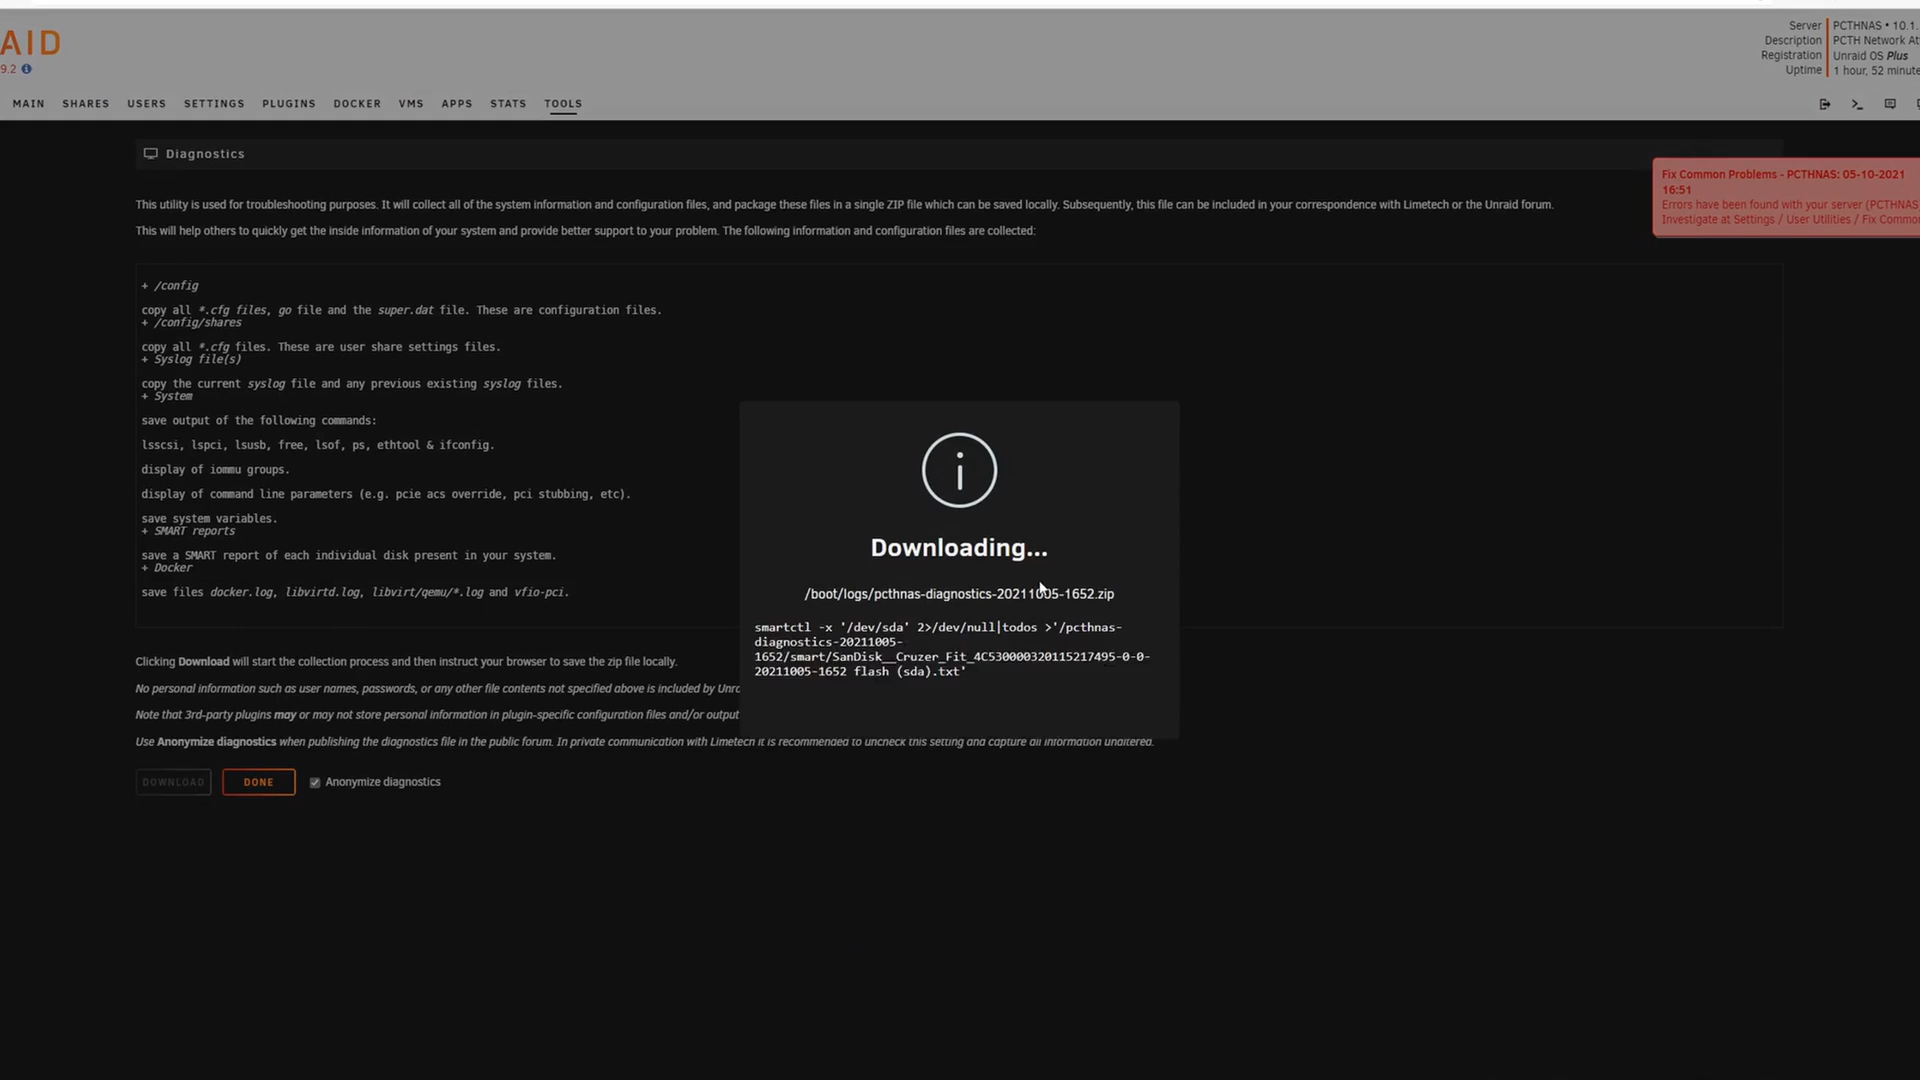 AID
9.2
Server
Description
Registration
Uptime
PCTHNAS • 10.1.
PCTH Network At
Unraid OS Plus
1 hour, 52 minute
MAIN SHARES USERS SETTINGS PLUGINS DOCKER VMS APPS STATS TOOLS
Diagnostics
Fix Common Problems - PCTHNAS: 05-10-2021
16:51
Errors have been found with your server (PCTHNAS
Investigate at Settings / User Utilities / Fix Common
This utility is used for troubleshooting purposes. It will collect all of the system information and configuration files, and package these files in a single ZIP file which can be saved locally. Subsequently, this file can be included in your correspondence with Limetech or the Unraid forum.
This will help others to quickly get the inside information of your system and provide better support to your problem. The following information and configuration files are collected:
+ /config
copy all *.cfg files, go file and the super.dat file. These are configuration files.
+ /config/shares
copy all *.cfg files. These are user share settings files.
+ Syslog file(s)
copy the current syslog file and any previous existing syslog files.
+ System
save output of the following commands:
lsscsi, lspci, lsusb, free, lsof, ps, ethtool & ifconfig.
display of iommu groups.
display of command line parameters (e.g. pcie acs override, pci stubbing, etc).
save system variables.
+ SMART reports
save a SMART report of each individual disk present in your system.
+ Docker
save files docker.log, libvirtd.log, libvirt/qemu/*.log and vfio-pci.
Downloading...
/boot/logs/pcthnas-diagnostics-20211005-1652.zip
smartctl -x '/dev/sda' 2>/dev/null|todos >'/pcthnas-
diagnostics-20211005-
1652/smart/SanDisk__Cruzer_Fit_4C530000320115217495-0-0-
20211005-1652 flash (sda).txt'
Clicking Download will start the collection process and then instruct your browser to save the zip file locally.
No personal information such as user names, passwords, or any other file contents not specified above is included by Unra
Note that 3rd-party plugins may or may not store personal information in plugin-specific configuration files and/or output
Use Anonymize diagnostics when publishing the diagnostics file in the public forum. In private communication with Limetech it is recommended to uncheck this setting and capture all information unaltered.
DOWNLOAD DONE Anonymize diagnostics